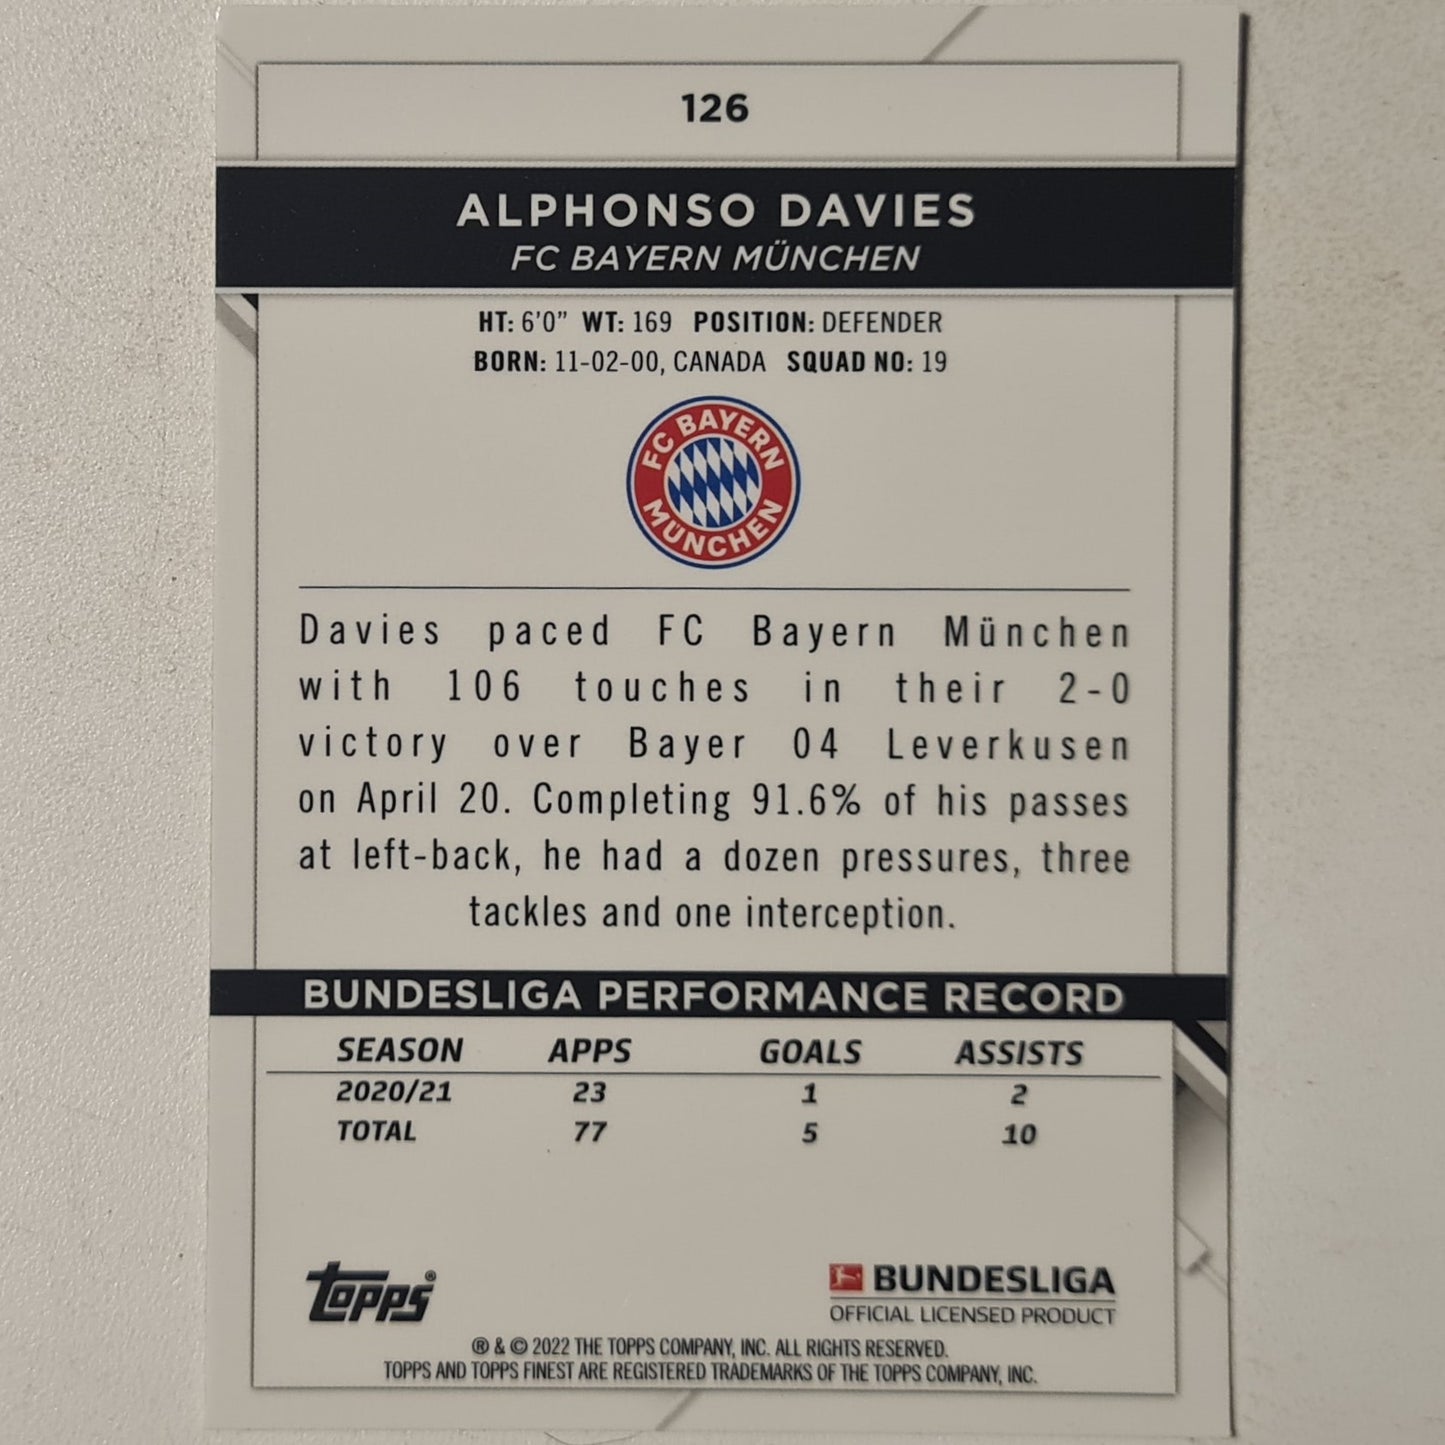 126
ALPHONSO DAVIES
FC BAYERN MÜNCHEN
HT: 6'0" WT: 169 POSITION: DEFENDER
BORN: 11-02-00, CANADA SQUAD NO: 19
FC BAYERN
MÜNCHEN
Davies paced FC Bayern München
with 106 touches in their 2-0
victory over Bayer 04 Leverkusen
on April 20. Completing 91.6% of his passes
at left-back, he had a dozen pressures, three
tackles and one interception.
BUNDESLIGA PERFORMANCE RECORD
SEASON APPS GOALS ASSISTS
2020/21 23 1 2
TOTAL 77 5 10
topps®
BUNDESLIGA
OFFICIAL LICENSED PRODUCT
® & © 2022 THE TOPPS COMPANY, INC. ALL RIGHTS RESERVED.
TOPPS AND TOPPS FINEST ARE REGISTERED TRADEMARKS OF THE TOPPS COMPANY, INC.